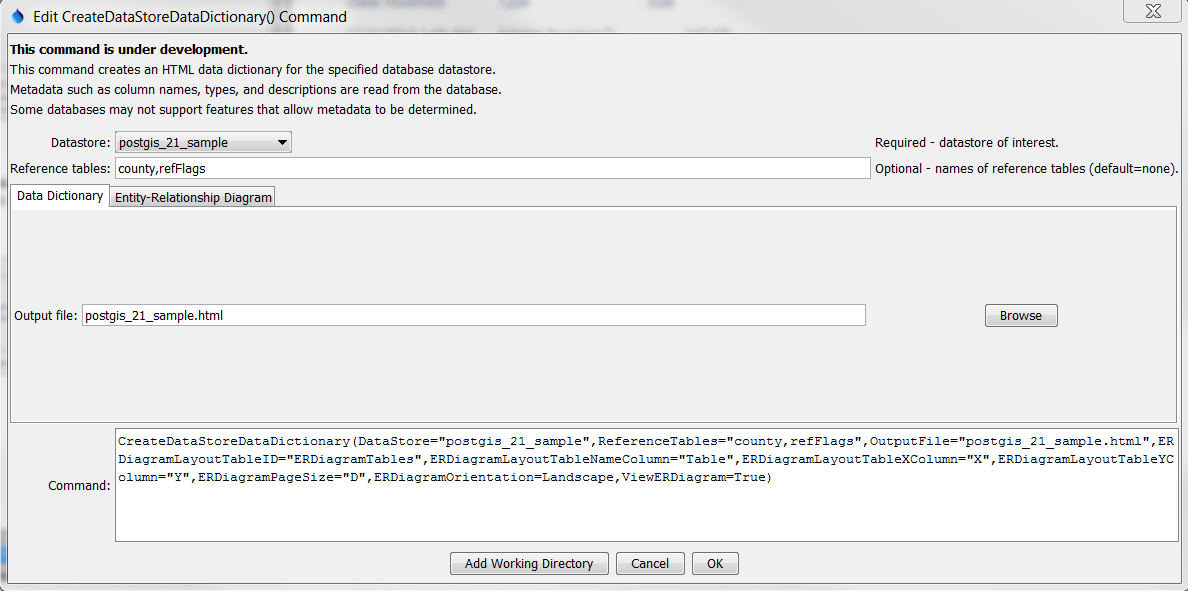 Edit CreateDataStoreDataDictionary() Command
This command is under development.
This command creates an HTML data dictionary for the specified database datastore.
Metadata such as column names, types, and descriptions are read from the database.
Some databases may not support features that allow metadata to be determined.
Datastore: postgis_21_sample Required - datastore of interest.
Reference tables: county,refFlags Optional - names of reference tables (default=none).
Data Dictionary Entity-Relationship Diagram
Output file: postgis_21_sample.html Browse
CreateDataStoreDataDictionary(DataStore="postgis_21_sample",ReferenceTables="county,refFlags",OutputFile="postgis_21_sample.html",ER
DiagramLayoutTableID="ERDiagramTables",ERDiagramLayoutTableNameColumn="Table",ERDiagramLayoutTableXColumn="X",ERDiagramLayoutTableYC
olumn="Y",ERDiagramPageSize="D",ERDiagramOrientation=Landscape,ViewERDiagram=True)
Command:
Add Working Directory Cancel OK